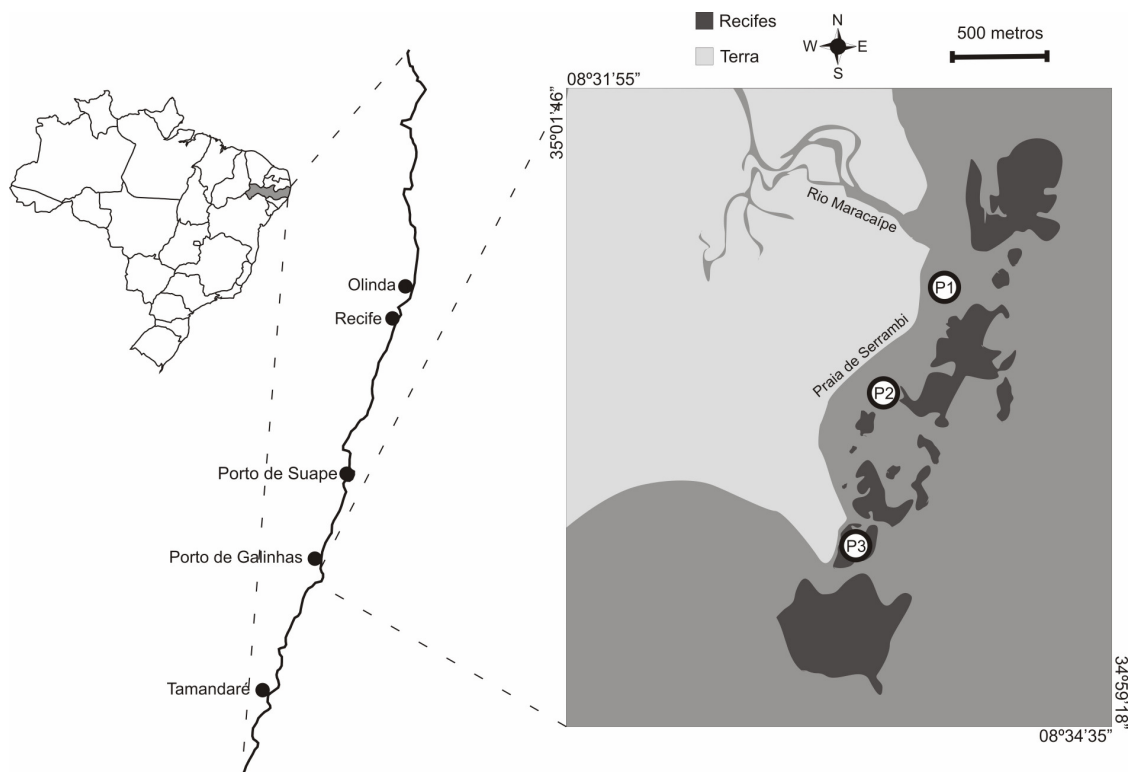 Recifes
Terra
N
W
E
S
500 metros
08º31’55”
35º01’46”
Rio Maracaípe
P1
Praia de Serrambi
P2
P3
Olinda
Recife
Porto de Suape
Porto de Galinhas
Tamandaré
34º59’18”
08º34’35”